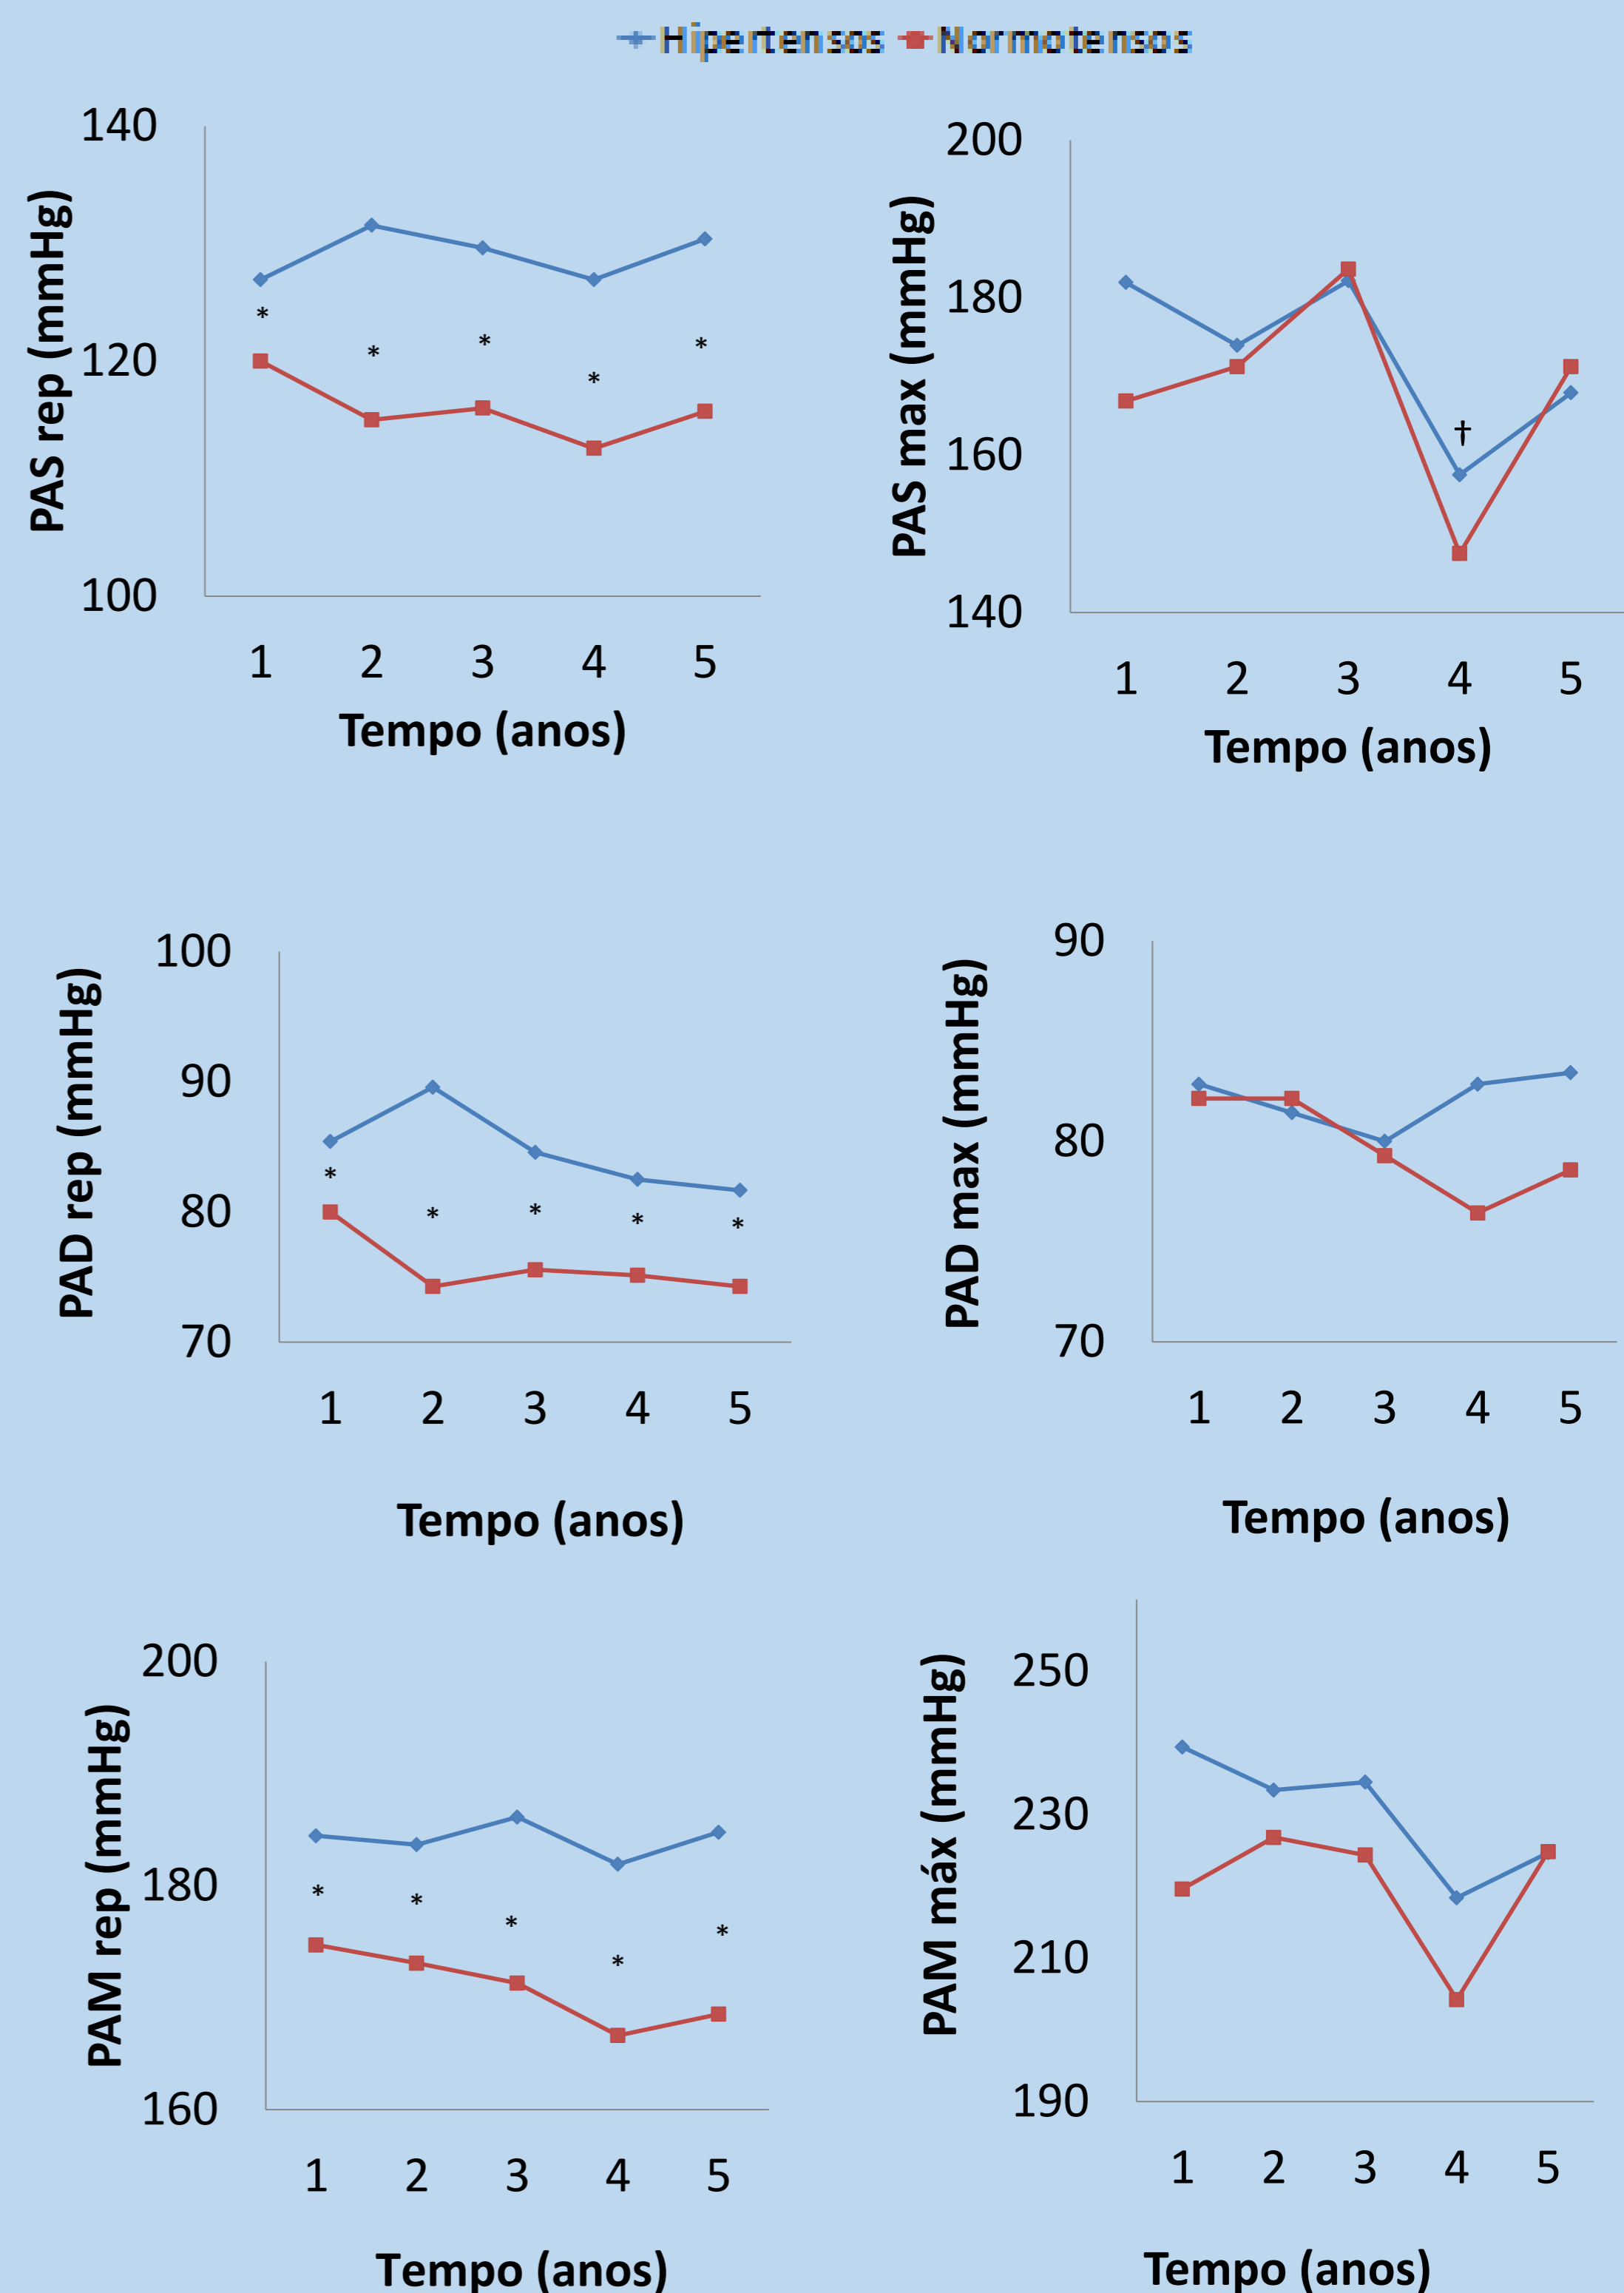 Hipertensos Normotensos
PAS rep (mmHg)
140
120
100
* * * * *
1 2 3 4 5
Tempo (anos)
PAS max (mmHg)
200
180
160
140
†
1 2 3 4 5
Tempo (anos)
PAD rep (mmHg)
100
90
80
70
* * * * *
1 2 3 4 5
Tempo (anos)
PAD max (mmHg)
90
80
70
1 2 3 4 5
Tempo (anos)
PAM rep (mmHg)
200
180
160
* * * * *
1 2 3 4 5
Tempo (anos)
PAM máx (mmHg)
250
230
210
190
1 2 3 4 5
Tempo (anos)